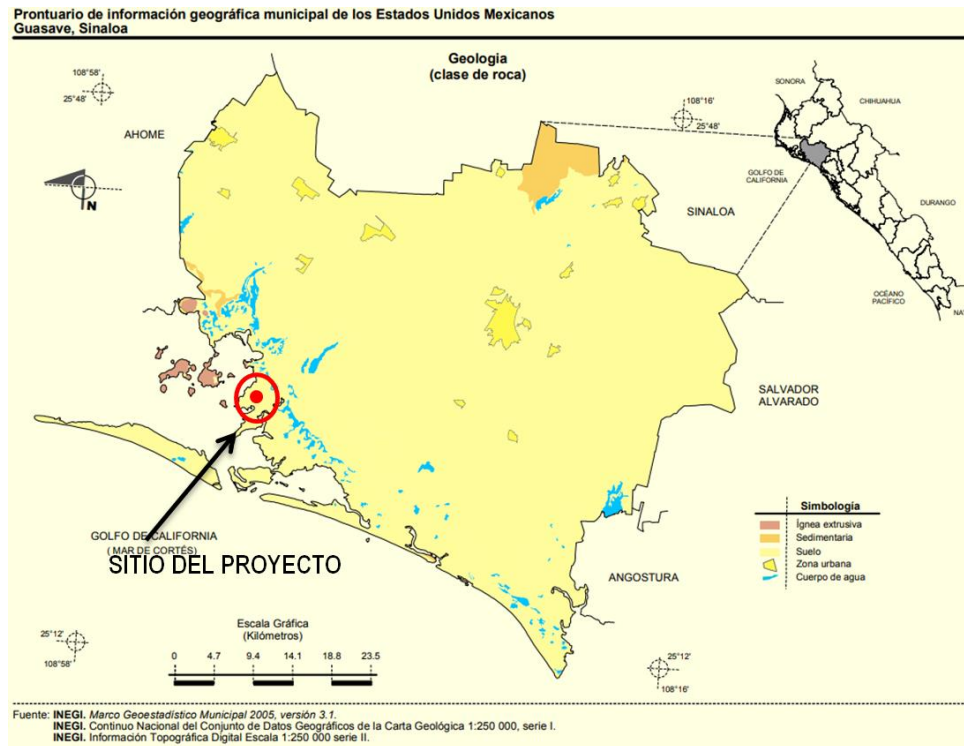 Prontuario de información geográfica municipal de los Estados Unidos Mexicanos
Guasave, Sinaloa
Geologia
(clase de roca)
108°58'
25°48'
108°16'
25°48'
SONORA
CHIHUAHUA
GOLFO DE
CALIFORNIA
DURANGO
OCÉANO
PACÍFICO
NA
AHOME
N
SINALOA
SALVADOR
ALVARADO
GOLFO DE CALIFORNIA
( MAR DE CORTÉS)
SITIO DEL PROYECTO
ANGOSTURA
Simbología
Ígnea extrusiva
Sedimentaria
Suelo
Zona urbana
Cuerpo de agua
25°12'
108°58'
Escala Gráfica
(Kilómetros)
0 4.7 9.4 14.1 18.8 23.5
25°12'
108°16'
Fuente: INEGI. Marco Geoestadístico Municipal 2005, versión 3.1.
INEGI. Continuo Nacional del Conjunto de Datos Geográficos de la Carta Geológica 1:250 000, serie I.
INEGI. Información Topográfica Digital Escala 1:250 000 serie II.